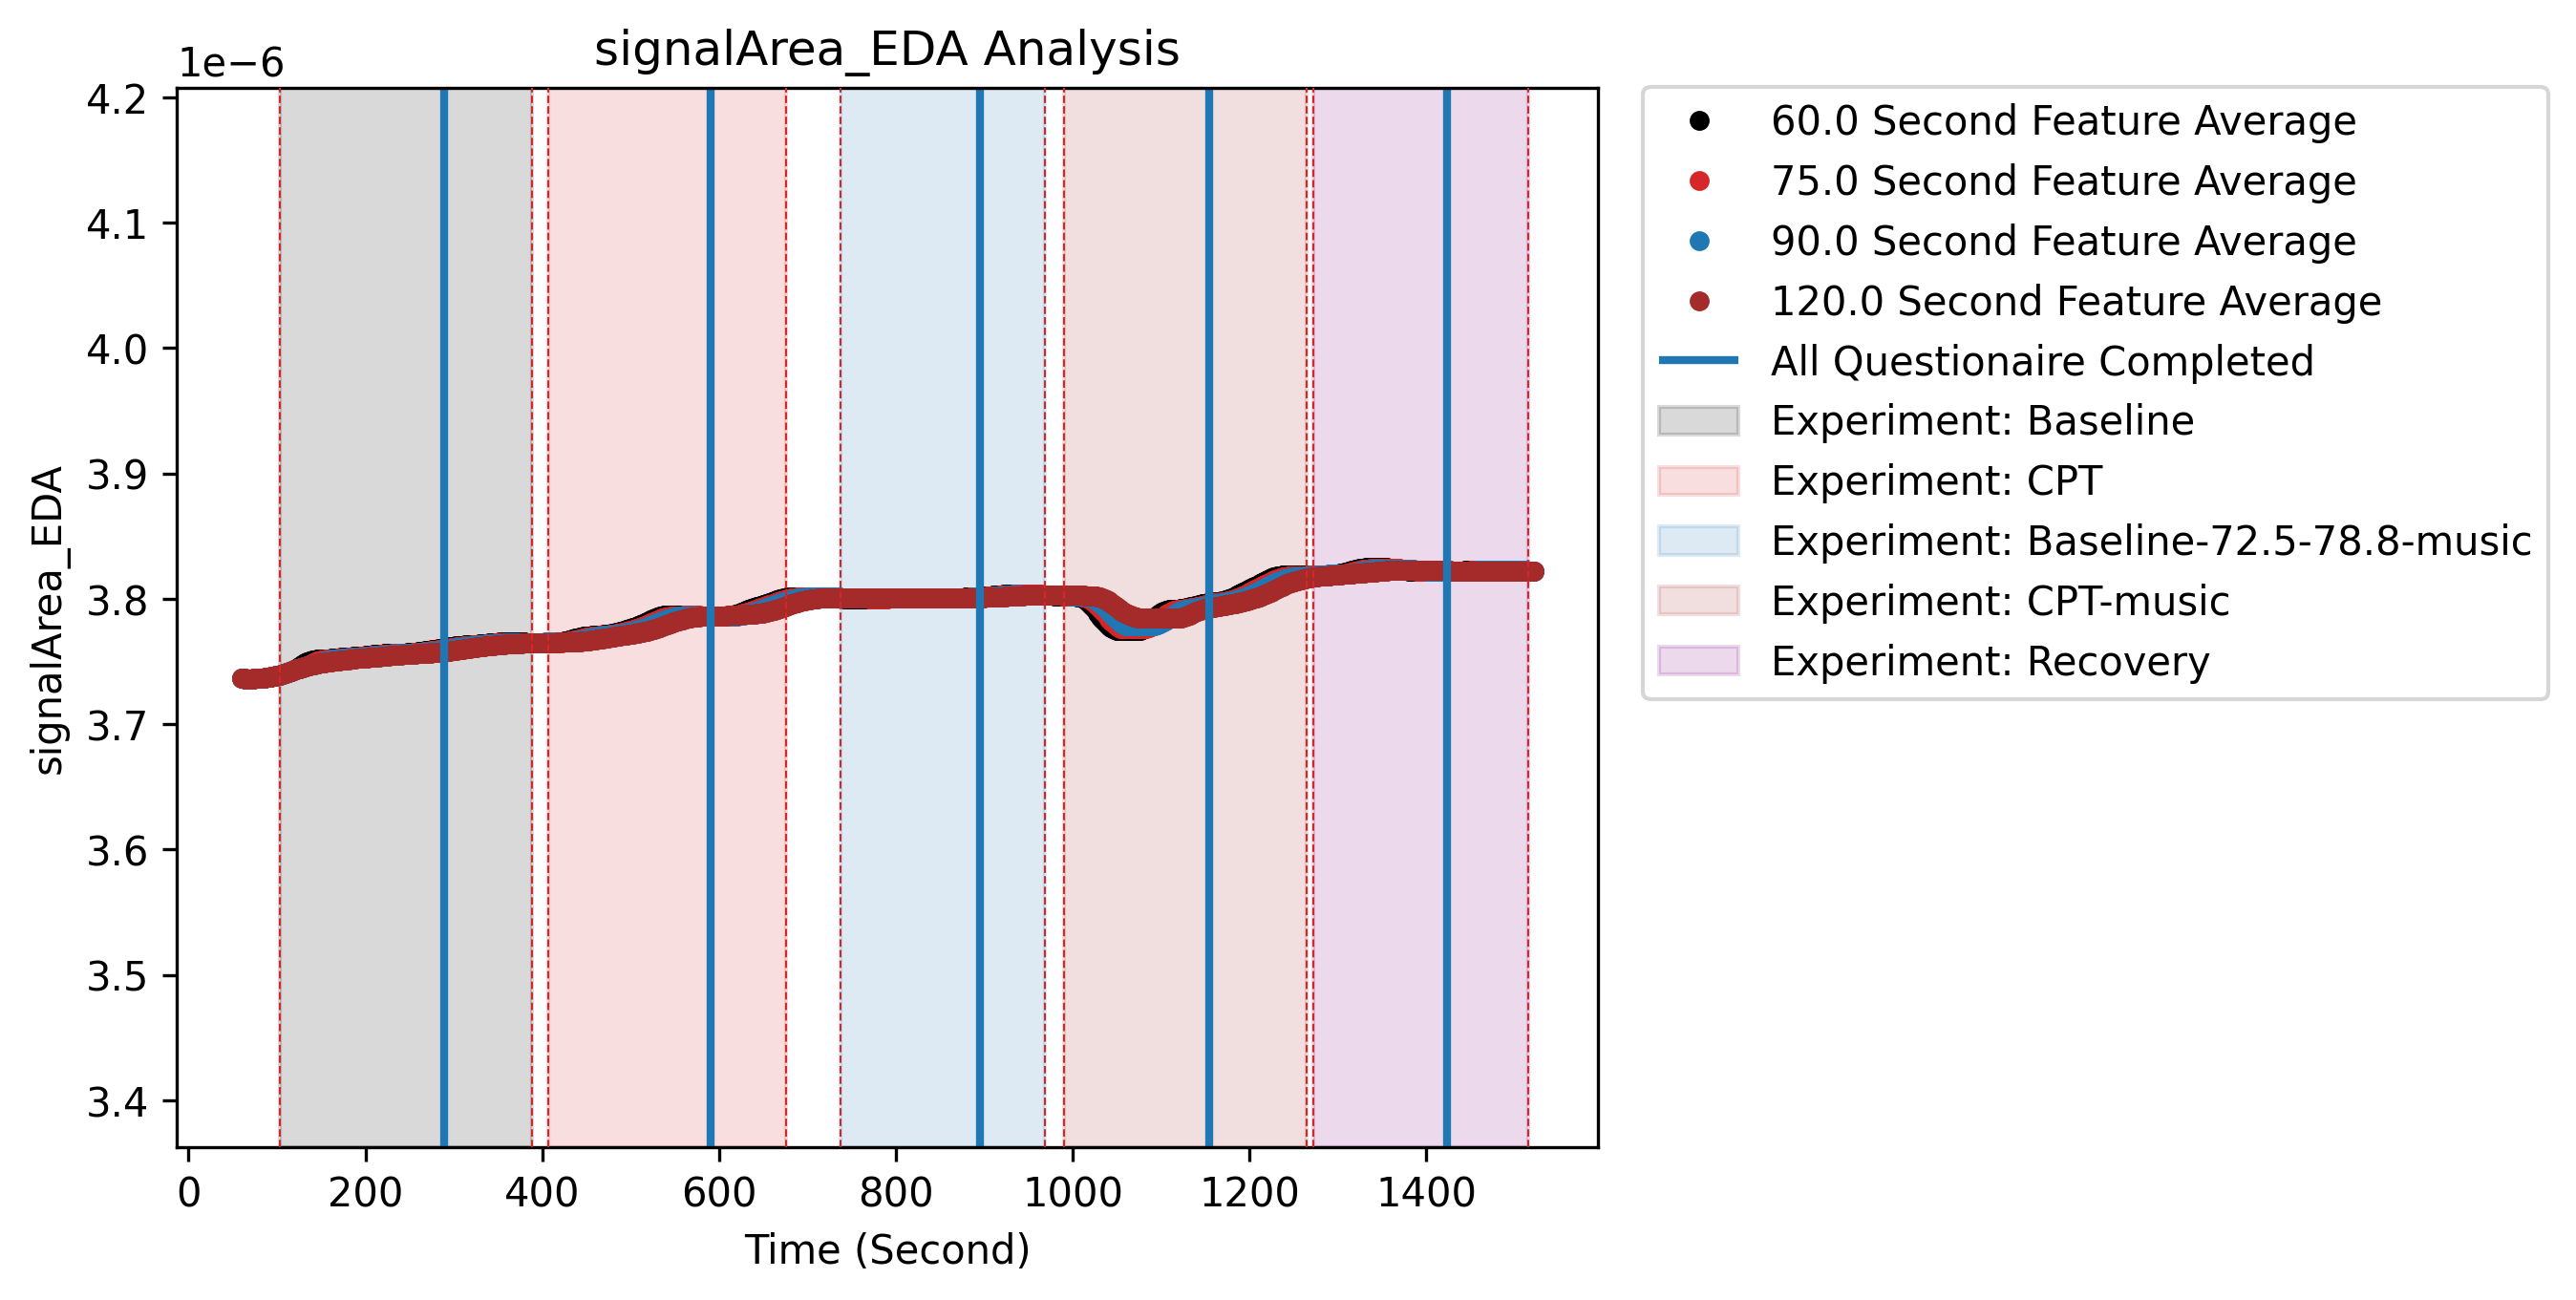 signalArea_EDA Analysis
1e−6
4.2
4.1
4.0
3.9
3.8
3.7
3.6
3.5
3.4
signalArea_EDA
0 200 400 600 800 1000 1200 1400
Time (Second)
60.0 Second Feature Average
75.0 Second Feature Average
90.0 Second Feature Average
120.0 Second Feature Average
All Questionaire Completed
Experiment: Baseline
Experiment: CPT
Experiment: Baseline-72.5-78.8-music
Experiment: CPT-music
Experiment: Recovery